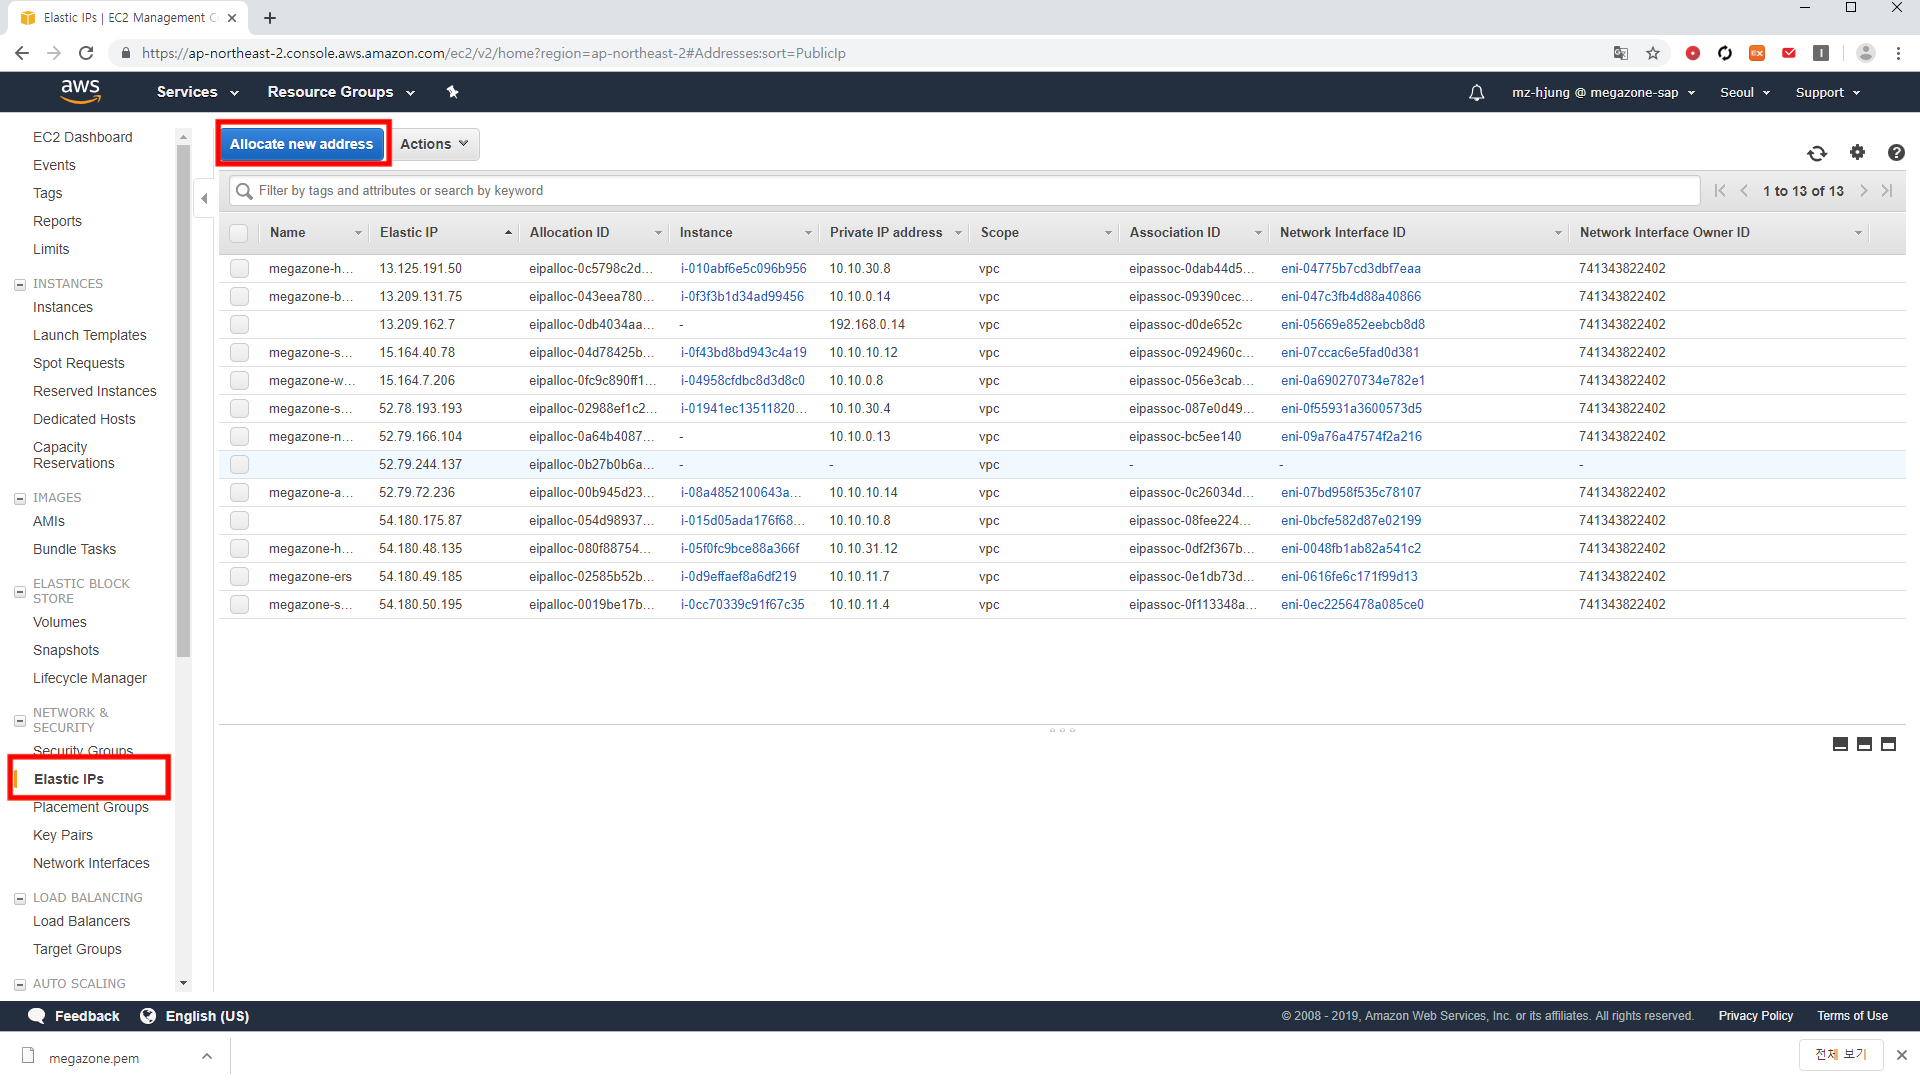 Elastic IPs | EC2 Management C
https://ap-northeast-2.console.aws.amazon.com/ec2/v2/home?region=ap-northeast-2#Addresses:sort=PublicIp
aws Services Resource Groups mz-hjung @ megazone-sap Seoul Support
EC2 Dashboard
Events
Tags
Reports
Limits
INSTANCES
Instances
Launch Templates
Spot Requests
Reserved Instances
Dedicated Hosts
Capacity
Reservations
IMAGES
AMIs
Bundle Tasks
ELASTIC BLOCK
STORE
Volumes
Snapshots
Lifecycle Manager
NETWORK &
SECURITY
Security Groups
Elastic IPs
Placement Groups
Key Pairs
Network Interfaces
LOAD BALANCING
Load Balancers
Target Groups
AUTO SCALING
Allocate new address Actions
Filter by tags and attributes or search by keyword 1 to 13 of 13
Name Elastic IP Allocation ID Instance Private IP address Scope Association ID Network Interface ID Network Interface Owner ID
megazone-h... 13.125.191.50 eipalloc-0c5798c2d... i-010abf6e5c096b956 10.10.30.8 vpc eipassoc-0dab44d5... eni-04775b7cd3dbf7eaa 741343822402
megazone-b... 13.209.131.75 eipalloc-043eea780... i-0f3f3b1d34ad99456 10.10.0.14 vpc eipassoc-09390cec... eni-047c3fb4d88a40866 741343822402
13.209.162.7 eipalloc-0db4034aa... - 192.168.0.14 vpc eipassoc-d0de652c eni-05669e852eebcb8d8 741343822402
megazone-s... 15.164.40.78 eipalloc-04d78425b... i-0f43bd8bd943c4a19 10.10.10.12 vpc eipassoc-0924960c... eni-07ccac6e5fad0d381 741343822402
megazone-w... 15.164.7.206 eipalloc-0fc9c890ff1... i-04958cfdbc8d3d8c0 10.10.0.8 vpc eipassoc-056e3cab... eni-0a690270734e782e1 741343822402
megazone-s... 52.78.193.193 eipalloc-02988ef1c2... i-01941ec13511820... 10.10.30.4 vpc eipassoc-087e0d49... eni-0f55931a3600573d5 741343822402
megazone-n... 52.79.166.104 eipalloc-0a64b4087... - 10.10.0.13 vpc eipassoc-bc5ee140 eni-09a76a47574f2a216 741343822402
52.79.244.137 eipalloc-0b27b0b6a... - - vpc - - -
megazone-a... 52.79.72.236 eipalloc-00b945d23... i-08a4852100643a... 10.10.10.14 vpc eipassoc-0c26034d... eni-07bd958f535c78107 741343822402
54.180.175.87 eipalloc-054d98937... i-015d05ada176f68... 10.10.10.8 vpc eipassoc-08fee224... eni-0bcfe582d87e02199 741343822402
megazone-h... 54.180.48.135 eipalloc-080f88754... i-05f0fc9bce88a366f 10.10.31.12 vpc eipassoc-0df2f367b... eni-0048fb1ab82a541c2 741343822402
megazone-ers 54.180.49.185 eipalloc-02585b52b... i-0d9effaef8a6df219 10.10.11.7 vpc eipassoc-0e1db73d... eni-0616fe6c171f99d13 741343822402
megazone-s... 54.180.50.195 eipalloc-0019be17b... i-0cc70339c91f67c35 10.10.11.4 vpc eipassoc-0f113348a... eni-0ec2256478a085ce0 741343822402
Feedback English (US) © 2008 - 2019, Amazon Web Services, Inc. or its affiliates. All rights reserved. Privacy Policy Terms of Use
megazone.pem 전체 보기